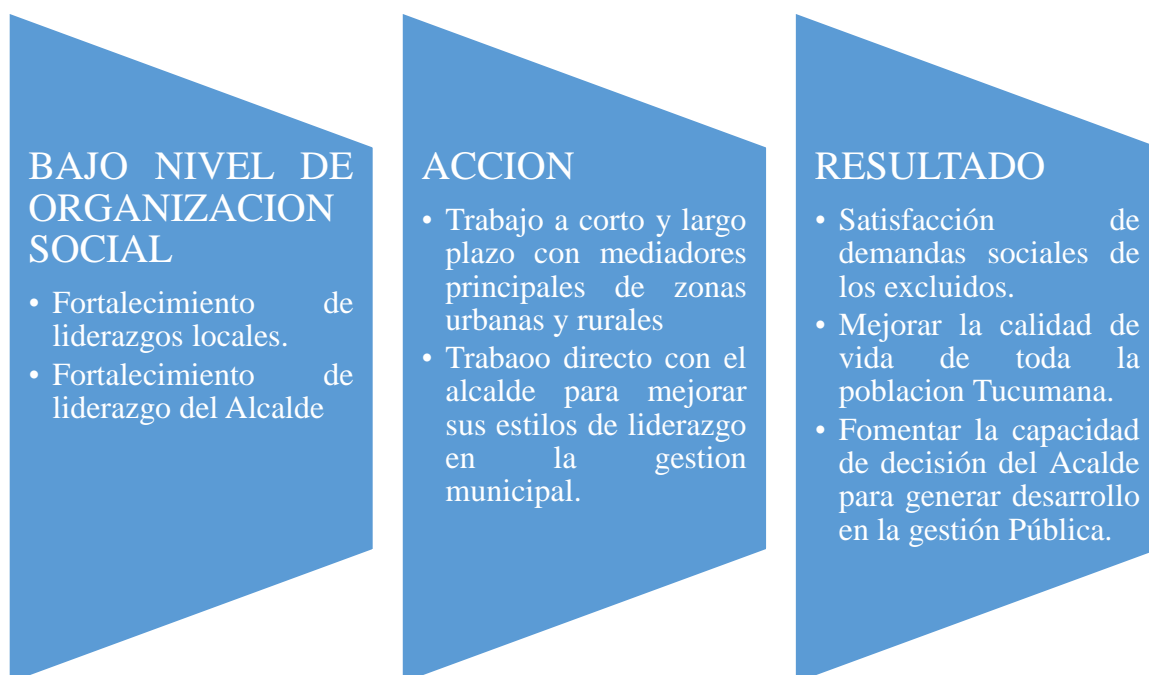 BAJO NIVEL DE
ORGANIZACION
SOCIAL
• Fortalecimiento de
liderazgos locales.
• Fortalecimiento de
liderazgo del Alcalde
ACCION
• Trabajo a corto y largo
plazo con mediadores
principales de zonas
urbanas y rurales
• Trabaoo directo con el
alcalde para mejorar
sus estilos de liderazgo
en la gestion
municipal.
RESULTADO
• Satisfacción de
demandas sociales de
los excluidos.
• Mejorar la calidad de
vida de toda la
poblacion Tucumana.
• Fomentar la capacidad
de decisión del Acalde
para generar desarrollo
en la gestión Pública.